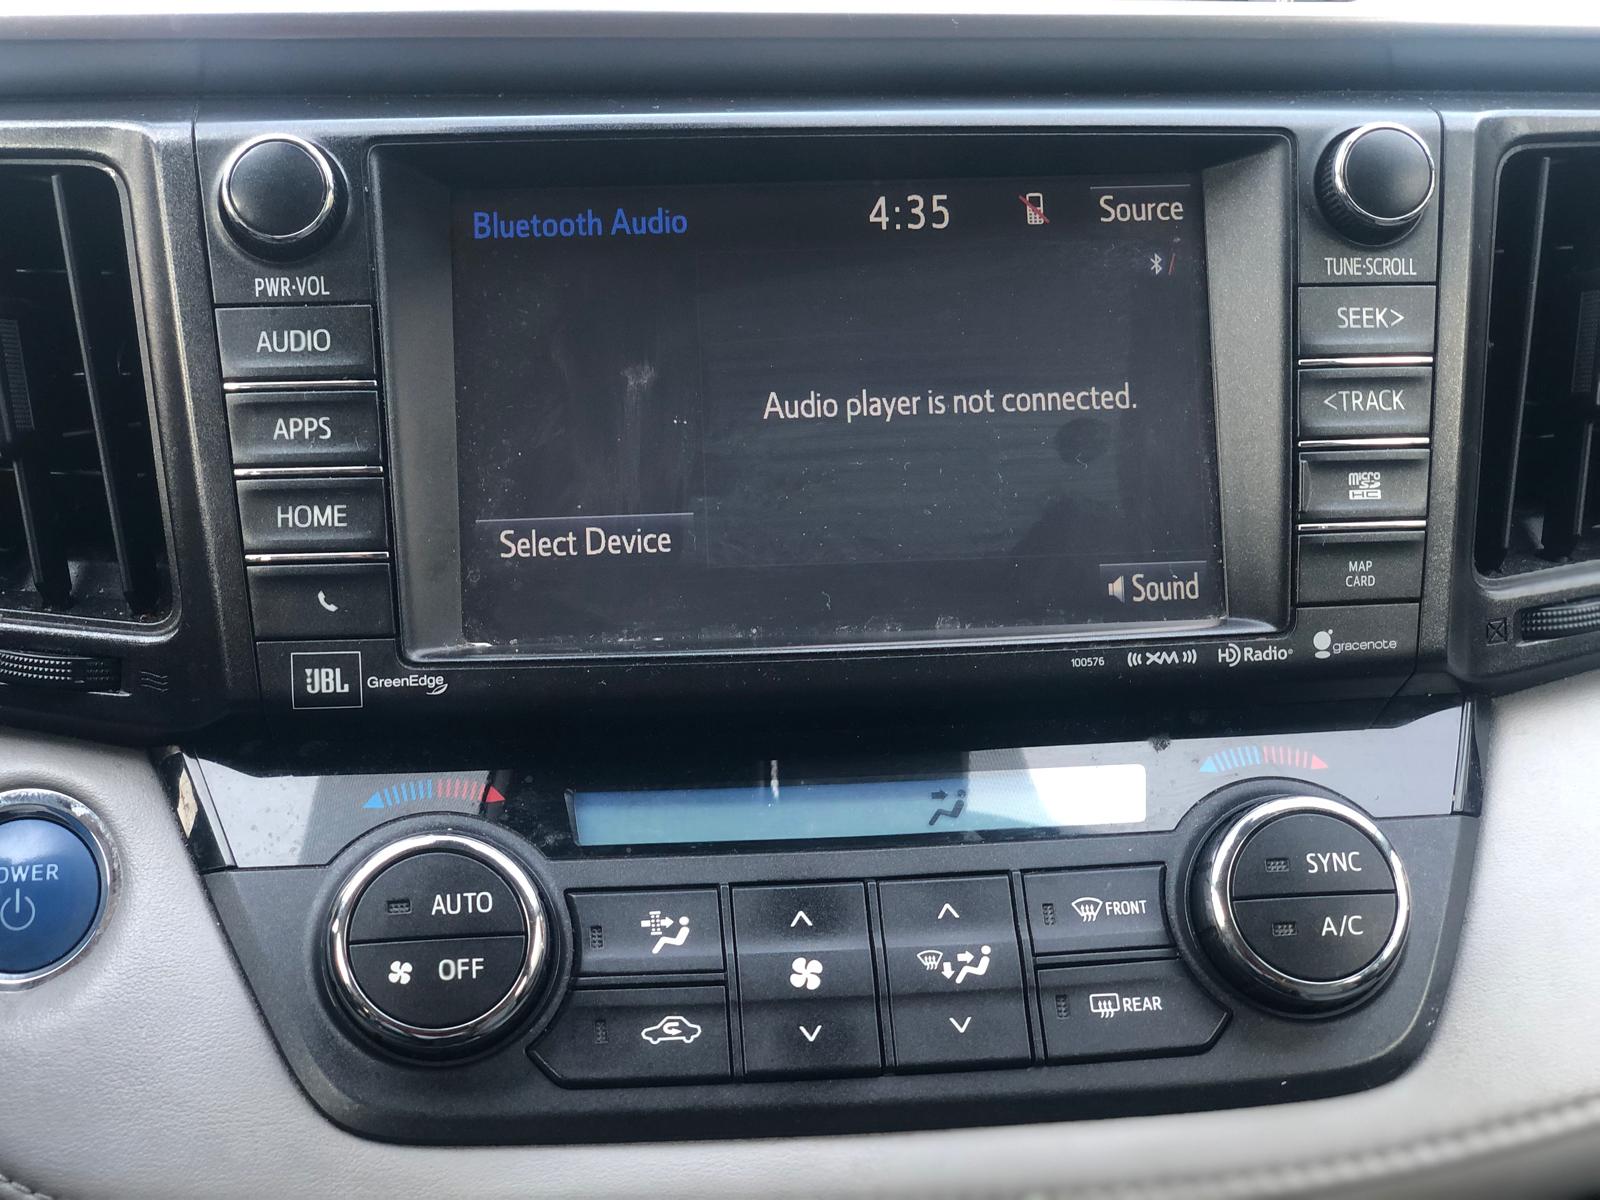 Bluetooth Audio
4:35
Source
PWR·VOL
TUNE·SCROLL
AUDIO
SEEK>
APPS
Audio player is not connected.
<TRACK
HOME
micro
SD
HC
Select Device
MAP
CARD
Sound
JBL GreenEdge
100576
((( XM )))
HD Radio
gracenote
OWER
AUTO
OFF
FRONT
REAR
SYNC
A/C